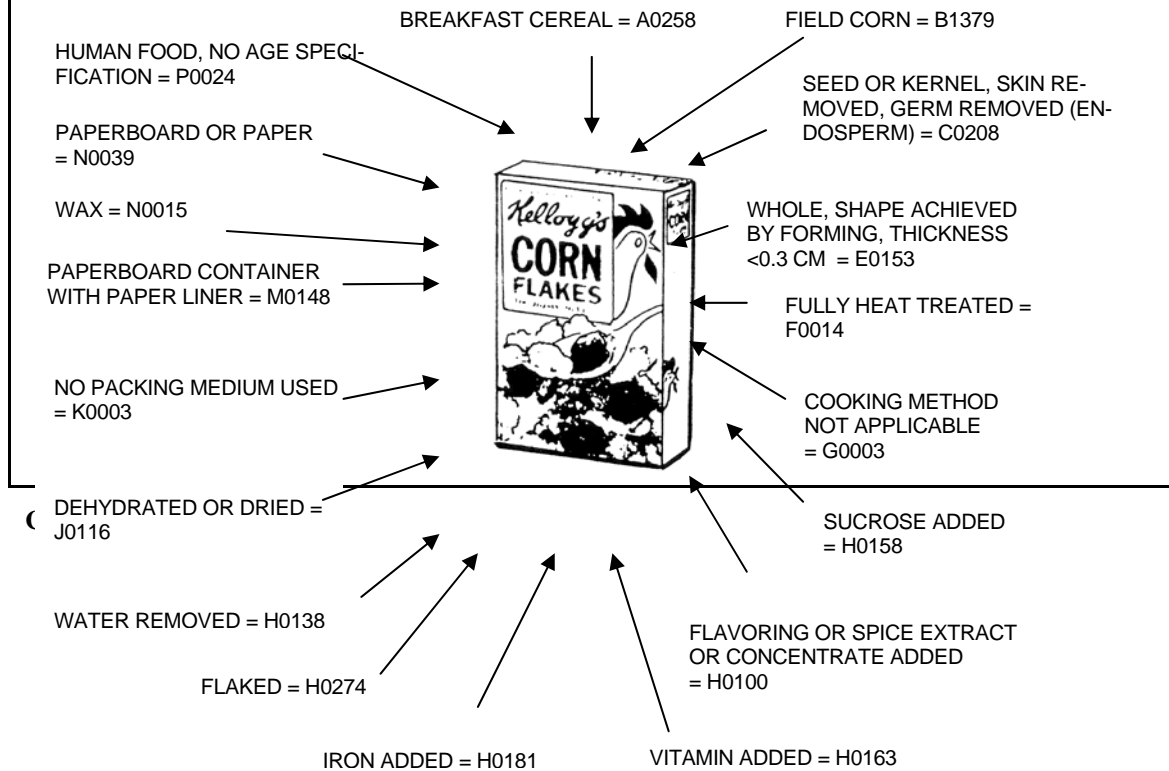 BREAKFAST CEREAL = A0258
FIELD CORN = B1379
HUMAN FOOD, NO AGE SPECI-
FICATION = P0024
SEED OR KERNEL, SKIN RE-
MOVED, GERM REMOVED (EN-
DOSPERM) = C0208
PAPERBOARD OR PAPER
= N0039
WAX = N0015
WHOLE, SHAPE ACHIEVED
BY FORMING, THICKNESS
<0.3 CM = E0153
PAPERBOARD CONTAINER
WITH PAPER LINER = M0148
FULLY HEAT TREATED =
F0014
Kellogg's
CORN
FLAKES
CORN
NO PACKING MEDIUM USED
= K0003
COOKING METHOD
NOT APPLICABLE
= G0003
DEHYDRATED OR DRIED =
J0116
SUCROSE ADDED
= H0158
WATER REMOVED = H0138
FLAVORING OR SPICE EXTRACT
OR CONCENTRATE ADDED
= H0100
FLAKED = H0274
IRON ADDED = H0181
VITAMIN ADDED = H0163